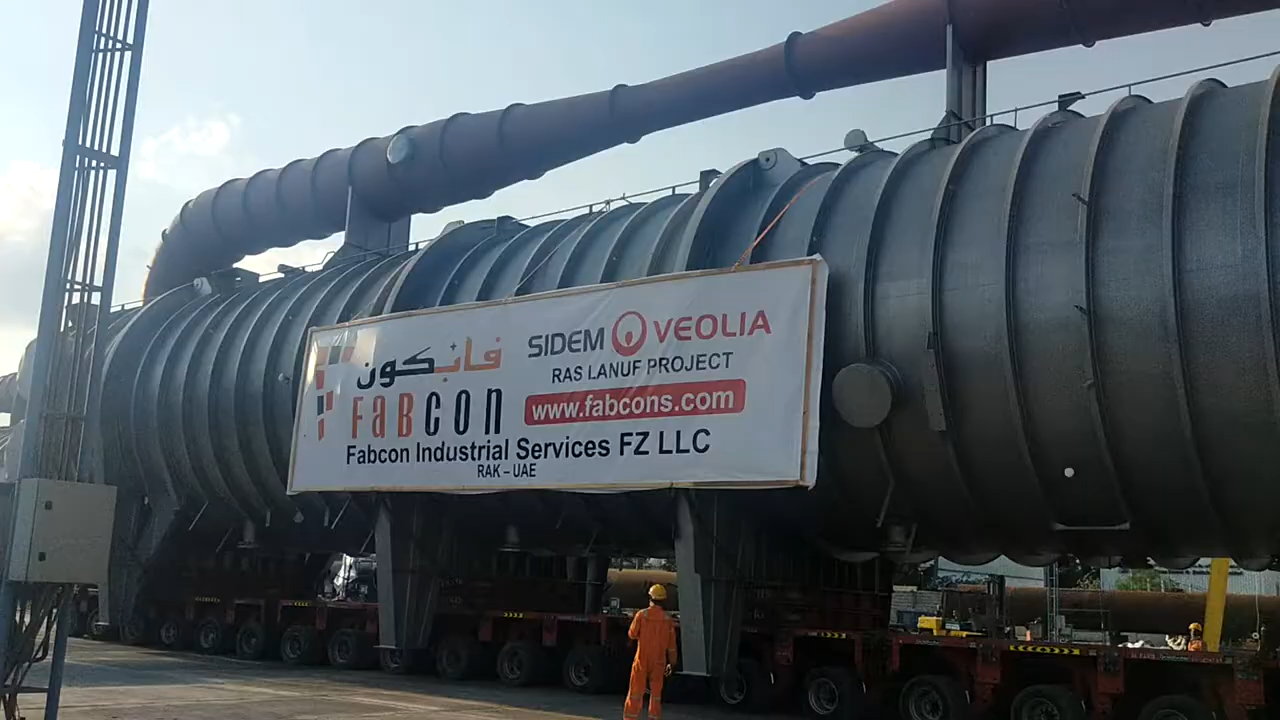 فابكون
FABCON
SIDEM VEOLIA
RAS LANUF PROJECT
www.fabcons.com
Fabcon Industrial Services FZ LLC
RAK – UAE